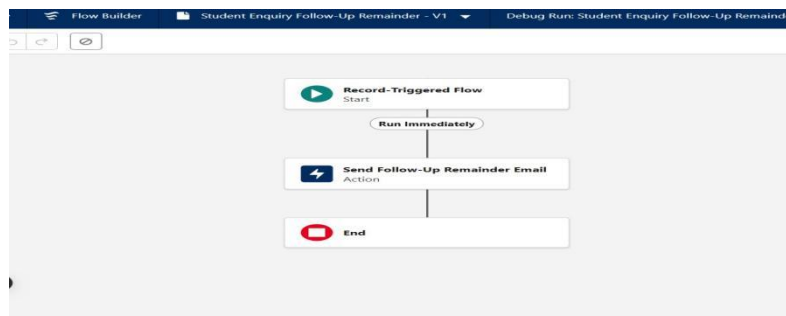 Flow Builder
Student Enquiry Follow-Up Remainder - V1
Debug Run: Student Enquiry Follow-Up Remaind
Record-Triggered Flow
Start
Run Immediately
Send Follow-Up Remainder Email
Action
End